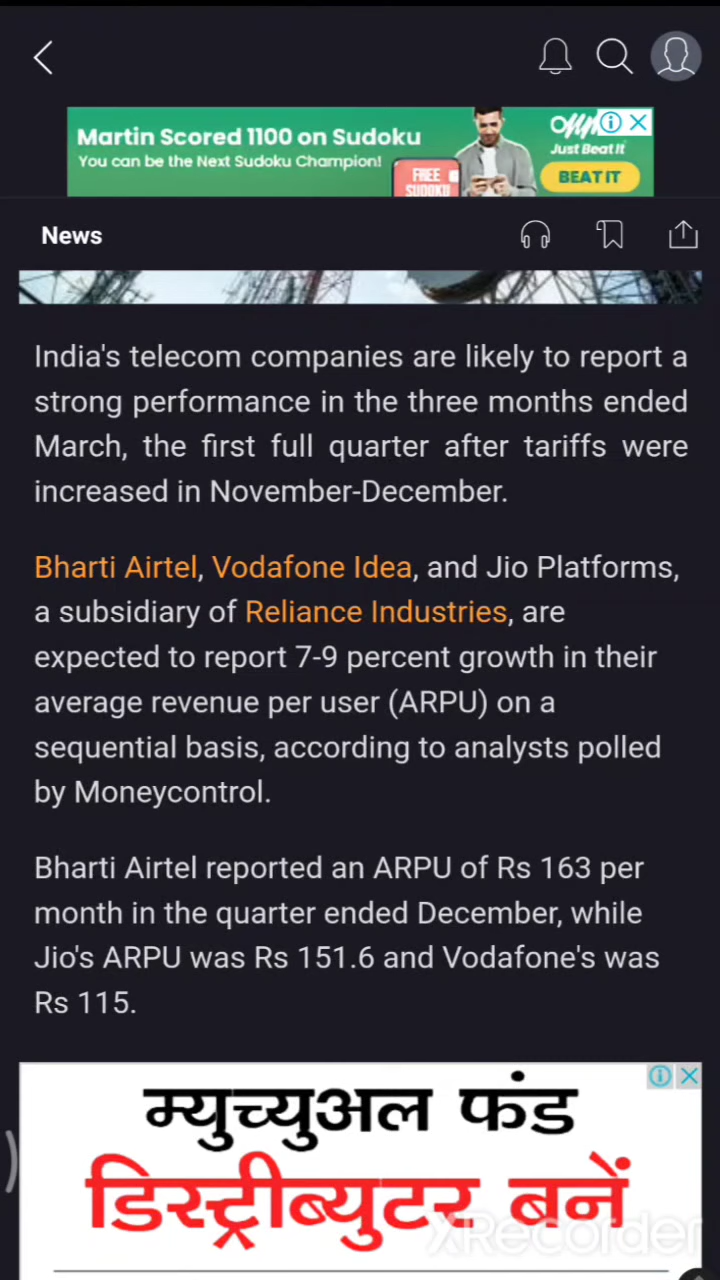 Martin Scored 1100 on Sudoku
You can be the Next Sudoku Champion!
FREE
SUDOKU
Just Beat It
BEAT IT
News
India's telecom companies are likely to report a
strong performance in the three months ended
March, the first full quarter after tariffs were
increased in November-December.
Bharti Airtel, Vodafone Idea, and Jio Platforms,
a subsidiary of Reliance Industries, are
expected to report 7-9 percent growth in their
average revenue per user (ARPU) on a
sequential basis, according to analysts polled
by Moneycontrol.
Bharti Airtel reported an ARPU of Rs 163 per
month in the quarter ended December, while
Jio's ARPU was Rs 151.6 and Vodafone's was
Rs 115.
म्युच्युअल फंड
डिस्ट्रीब्युटर बनें
XRecorder